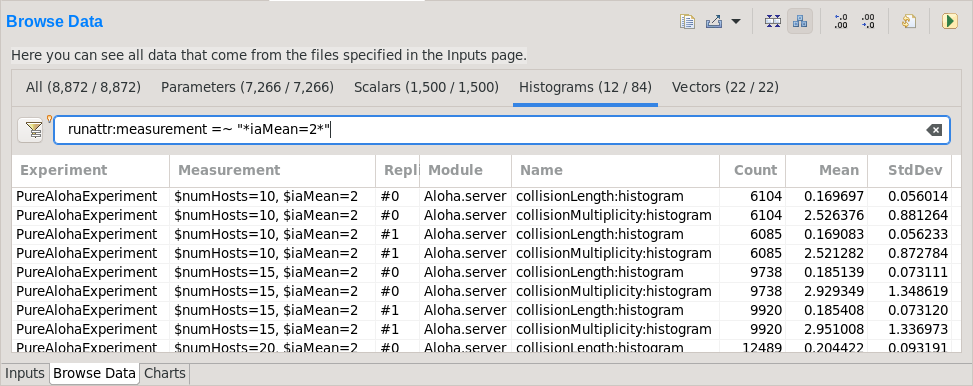 Browse Data
Here you can see all data that come from the files specified in the Inputs page.
All (8,872 / 8,872) Parameters (7,266 / 7,266) Scalars (1,500 / 1,500) Histograms (12 / 84) Vectors (22 / 22)
runattr:measurement =~ "*iaMean=2*"
Experiment Measurement Repl Module Name Count Mean StdDev
PureAlohaExperiment $numHosts=10, $iaMean=2 #0 Aloha.server collisionLength:histogram 6104 0.169697 0.056014
PureAlohaExperiment $numHosts=10, $iaMean=2 #0 Aloha.server collisionMultiplicity:histogram 6104 2.526376 0.881264
PureAlohaExperiment $numHosts=10, $iaMean=2 #1 Aloha.server collisionLength:histogram 6085 0.169083 0.056233
PureAlohaExperiment $numHosts=10, $iaMean=2 #1 Aloha.server collisionMultiplicity:histogram 6085 2.521282 0.872784
PureAlohaExperiment $numHosts=15, $iaMean=2 #0 Aloha.server collisionLength:histogram 9738 0.185139 0.073111
PureAlohaExperiment $numHosts=15, $iaMean=2 #0 Aloha.server collisionMultiplicity:histogram 9738 2.929349 1.348619
PureAlohaExperiment $numHosts=15, $iaMean=2 #1 Aloha.server collisionLength:histogram 9920 0.185408 0.073120
PureAlohaExperiment $numHosts=15, $iaMean=2 #1 Aloha.server collisionMultiplicity:histogram 9920 2.951008 1.336973
PureAlohaExperiment $numHosts=20, $iaMean=2 #0 Aloha.server collisionLength:histogram 12489 0.204422 0.093191
Inputs Browse Data Charts